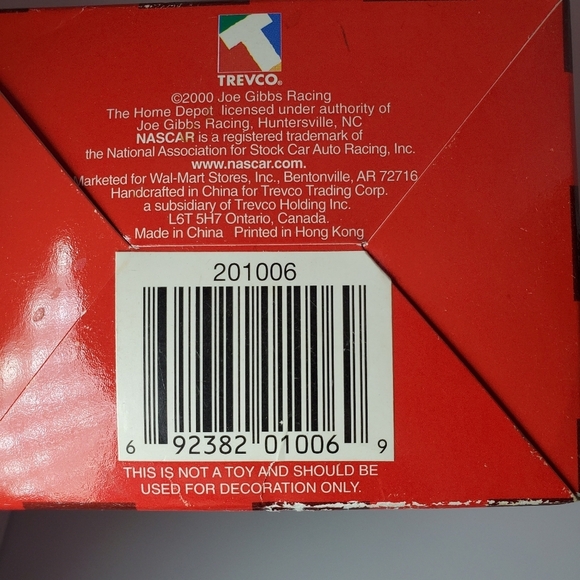 TREVCO®
©2000 Joe Gibbs Racing
The Home Depot licensed under authority of
Joe Gibbs Racing, Huntersville, NC
NASCAR is a registered trademark of
the National Association for Stock Car Auto Racing, Inc.
www.nascar.com.
Marketed for Wal-Mart Stores, Inc., Bentonville, AR 72716
Handcrafted in China for Trevco Trading Corp.
a subsidiary of Trevco Holding Inc.
L6T 5H7 Ontario, Canada.
Made in China Printed in Hong Kong
201006
6 92382 01006 9
THIS IS NOT A TOY AND SHOULD BE
USED FOR DECORATION ONLY.